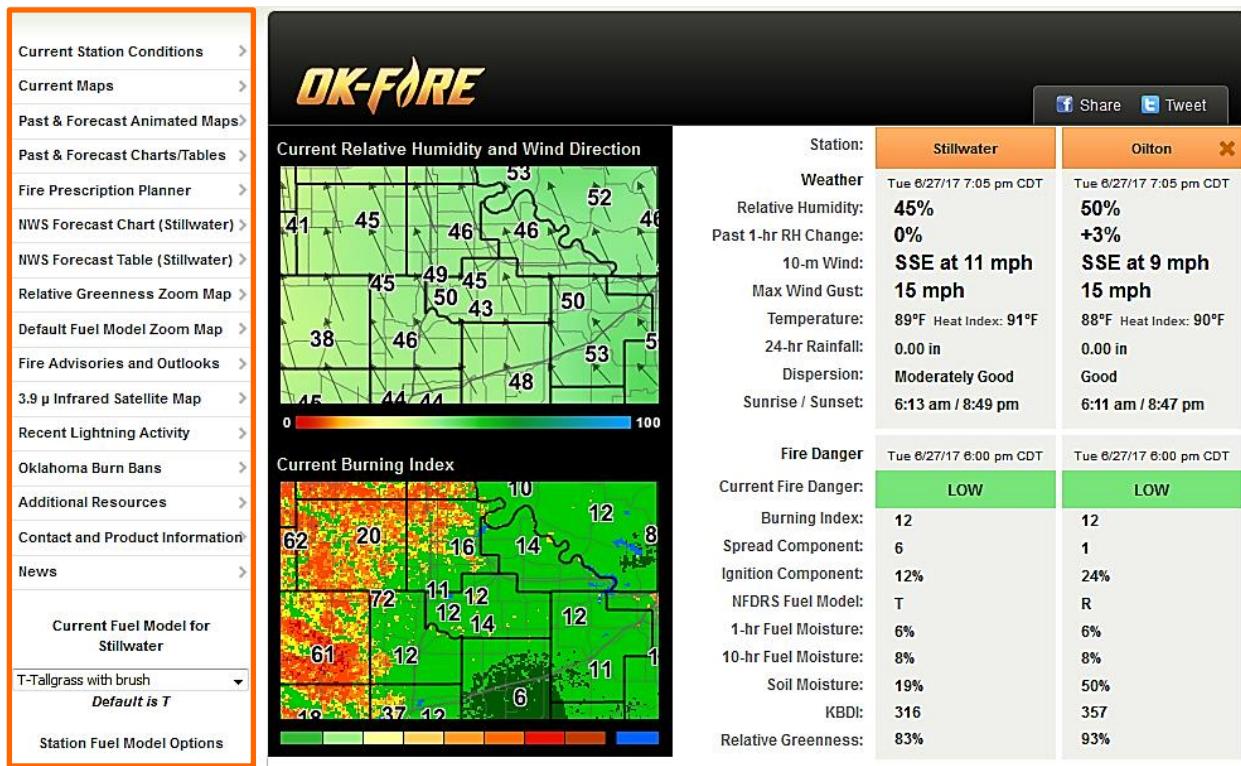 Current Station Conditions
Current Maps
Past & Forecast Animated Maps
Past & Forecast Charts/Tables
Fire Prescription Planner
NWS Forecast Chart (Stillwater)
NWS Forecast Table (Stillwater)
Relative Greenness Zoom Map
Default Fuel Model Zoom Map
Fire Advisories and Outlooks
3.9 µ Infrared Satellite Map
Recent Lightning Activity
Oklahoma Burn Bans
Additional Resources
Contact and Product Information
News
Current Fuel Model for
Stillwater
T-Tallgrass with brush
Default is T
Station Fuel Model Options
OK-FIRE
Share Tweet
Current Relative Humidity and Wind Direction
53
52
41 45 46 46 46
45 49 45
50 43 50
38 46 53
48
45 44 44
0 100
Current Burning Index
10
12
62 20 16 14 8
72 11 12
12 14 12
61 12 11
6
37 12
Station: Stillwater Oilton
Weather Tue 6/27/17 7:05 pm CDT Tue 6/27/17 7:05 pm CDT
Relative Humidity: 45% 50%
Past 1-hr RH Change: 0% +3%
10-m Wind: SSE at 11 mph SSE at 9 mph
Max Wind Gust: 15 mph 15 mph
Temperature: 89°F Heat Index: 91°F 88°F Heat Index: 90°F
24-hr Rainfall: 0.00 in 0.00 in
Dispersion: Moderately Good Good
Sunrise / Sunset: 6:13 am / 8:49 pm 6:11 am / 8:47 pm
Fire Danger Tue 6/27/17 6:00 pm CDT Tue 6/27/17 6:00 pm CDT
Current Fire Danger: LOW LOW
Burning Index: 12 12
Spread Component: 6 1
Ignition Component: 12% 24%
NFDRS Fuel Model: T R
1-hr Fuel Moisture: 6% 6%
10-hr Fuel Moisture: 8% 8%
Soil Moisture: 19% 50%
KBDI: 316 357
Relative Greenness: 83% 93%